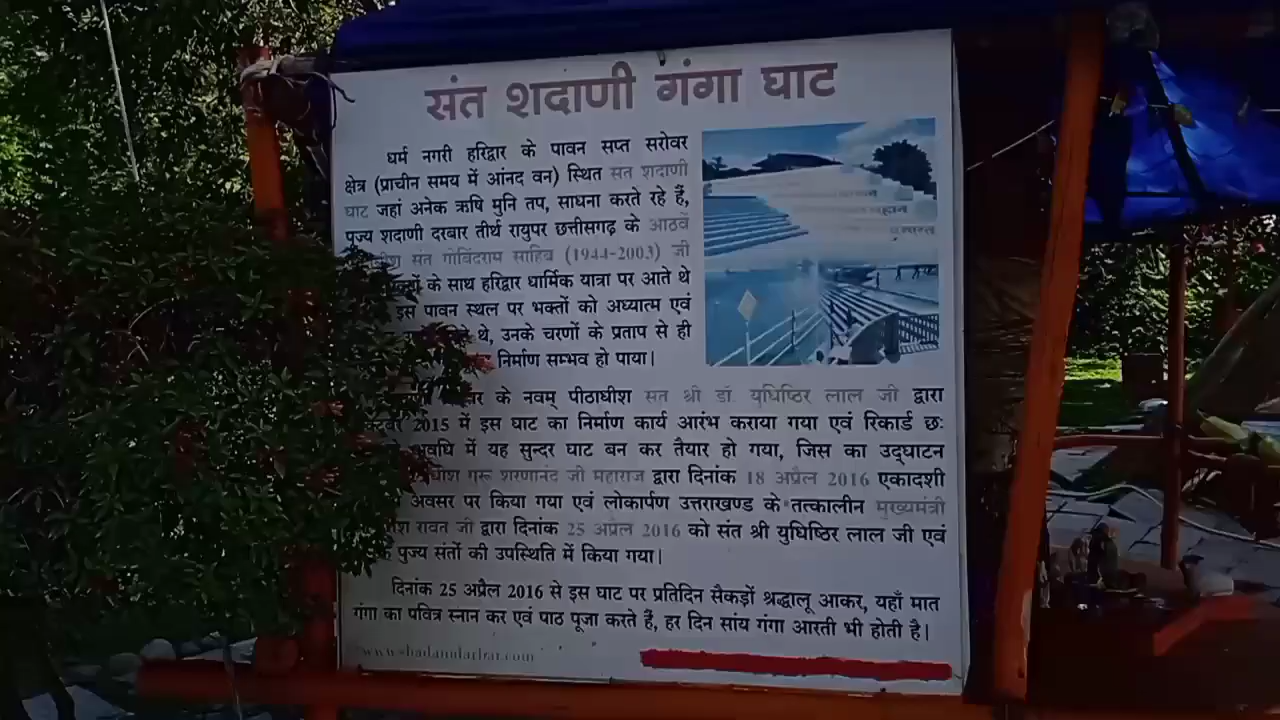 संत शदाणी गंगा घाट
धर्म नगरी हरिद्वार के पावन सप्त सरोवर
क्षेत्र (प्राचीन समय में आंनद वन) स्थित सत शदाणी
घाट जहां अनेक ऋषि मुनि तप, साधना करते रहे हैं,
पूज्य शदाणी दरबार तीर्थ रायुपर छत्तीसगढ़ के आठवें
संत गोबिंदराम साहिब (1944-2003) जी
के साथ हरिद्वार धार्मिक यात्रा पर आते थे
इस पावन स्थल पर भक्तों को अध्यात्म एवं
थे, उनके चरणों के प्रताप से ही
निर्माण सम्भव हो पाया।
के नवम् पीठाधीश सत श्री डॉ. युधिष्ठिर लाल जी द्वारा
2015 में इस घाट का निर्माण कार्य आरंभ कराया गया एवं रिकार्ड छः
में यह सुन्दर घाट बन कर तैयार हो गया, जिस का उद्घाटन
गरू शरणानंद जी महाराज द्वारा दिनांक 18 अप्रैल 2016 एकादशी
अवसर पर किया गया एवं लोकार्पण उत्तराखण्ड के तत्कालीन मुख्यमंत्री
रावत जी द्वारा दिनांक 25 अप्रेल 2016 को संत श्री युधिष्ठिर लाल जी एवं
पुज्य संतों की उपस्थिति में किया गया।
दिनांक 25 अप्रैल 2016 से इस घाट पर प्रतिदिन सैकड़ों श्रद्धालू आकर, यहाँ मात
गंगा का पवित्र स्नान कर एवं पाठ पूजा करते हैं, हर दिन सांय गंगा आरती भी होती है।